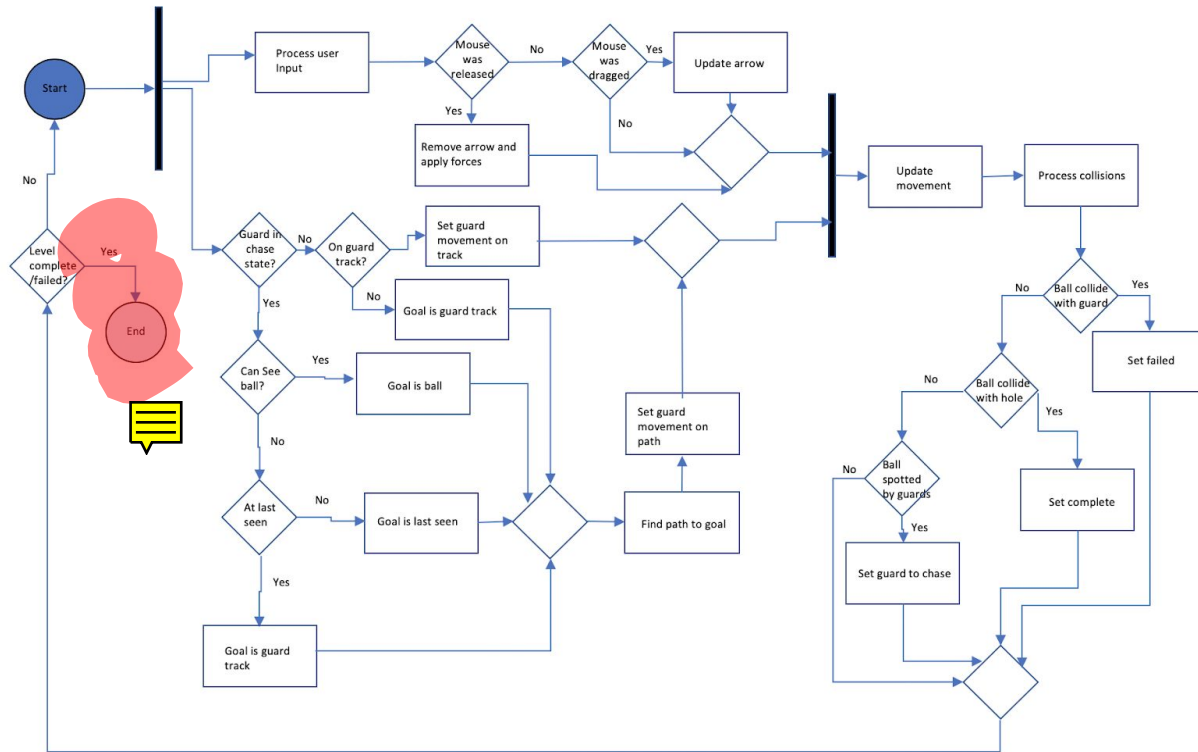 Start
Process user
Input
Mouse
was
released
No
Mouse
was
dragged
Yes
Update arrow
Yes
No
Remove arrow and
apply forces
Update
movement
Process collisions
No
Level
complete
/failed?
Yes
End
Guard in
chase
state?
No
On guard
track?
Set guard
movement on
track
Yes
No
Goal is guard track
Can See
ball?
Yes
Goal is ball
No
At last
seen
No
Goal is last seen
Yes
Goal is guard
track
Set guard
movement on
path
Find path to goal
No
Ball collide
with guard
Yes
Set failed
No
Ball collide
with hole
Yes
No
Ball
spotted
by guards
Set complete
Yes
Set guard to chase